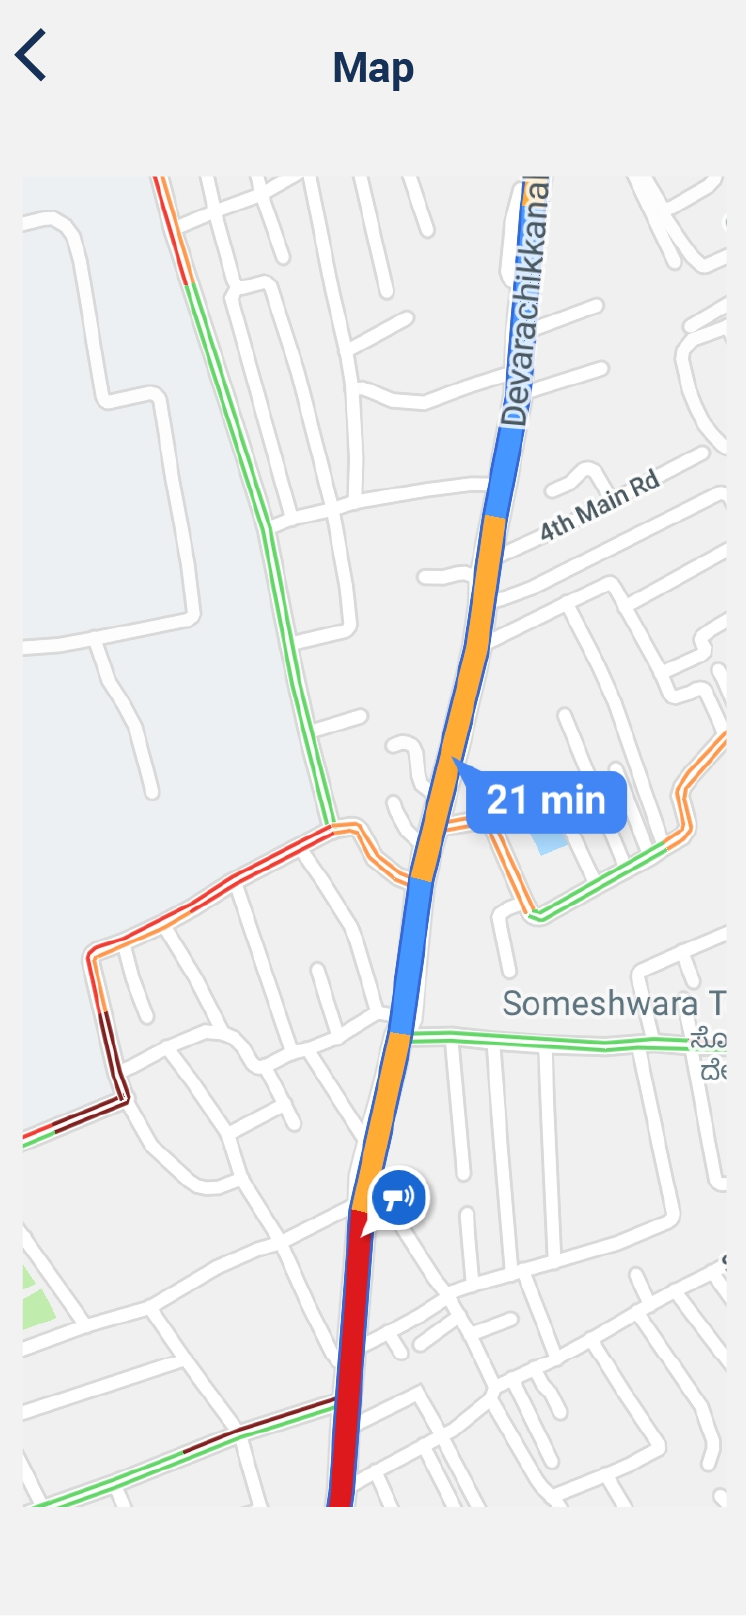 Map
Devarachikkanal
4th Main Rd
21 min
Someshwara T
ಸೋ
ದೇ